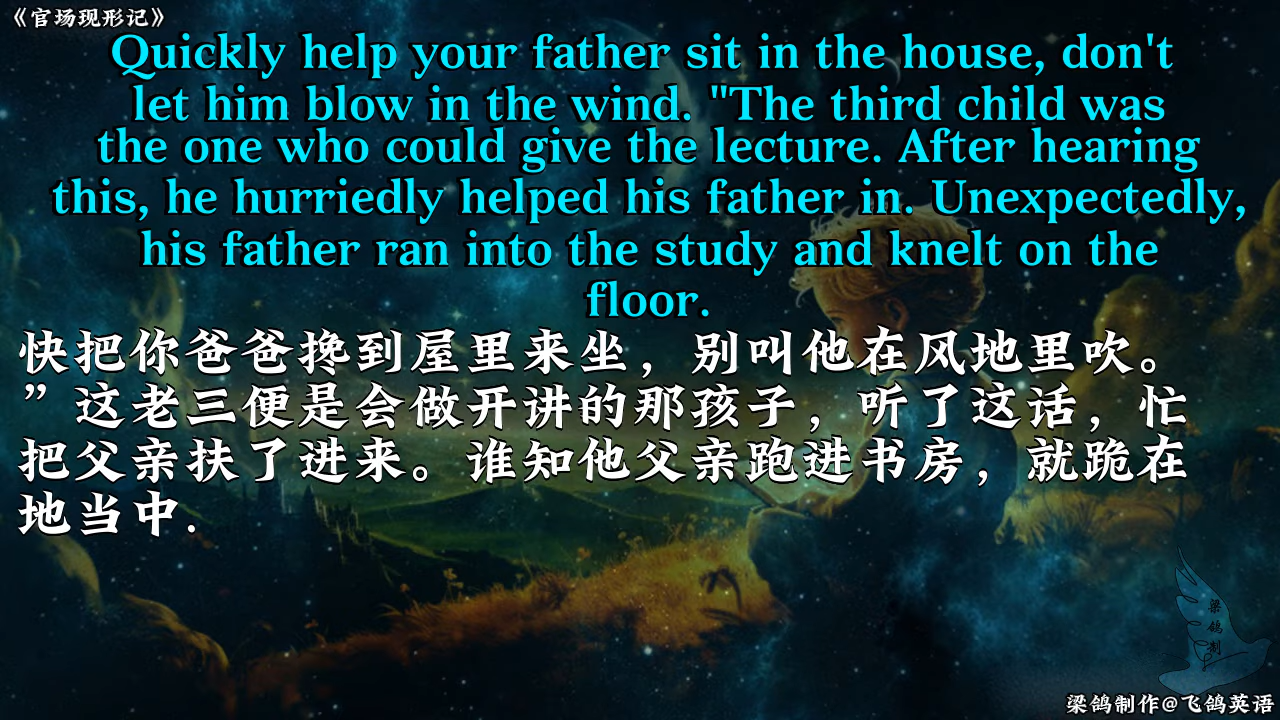 《官场现形记》
Quickly help your father sit in the house, don't
let him blow in the wind. "The third child was
the one who could give the lecture. After hearing
this, he hurriedly helped his father in. Unexpectedly,
his father ran into the study and knelt on the
floor.
快把你爸爸搀到屋里来坐，别叫他在风地里吹。
”这老三便是会做开讲的那孩子，听了这话，忙
把父亲扶了进来。谁知他父亲跑进书房，就跪在
地当中.
梁鸽制
梁鸽制作@飞鸽英语